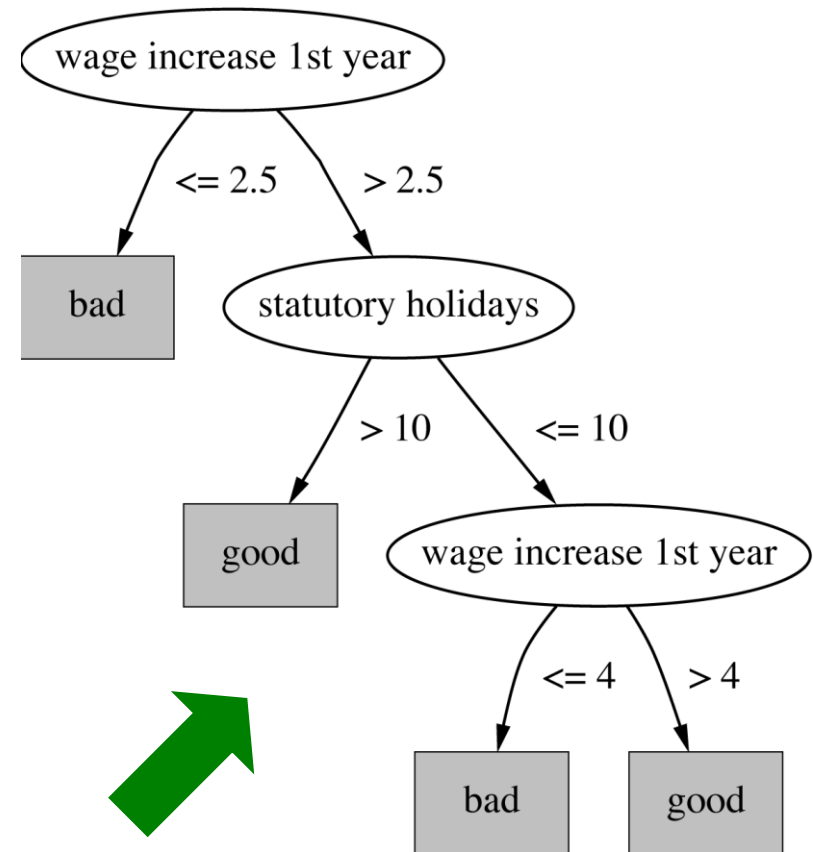 wage increase 1st year
<= 2.5
> 2.5
bad
statutory holidays
> 10
<= 10
good
wage increase 1st year
<= 4
> 4
bad
good